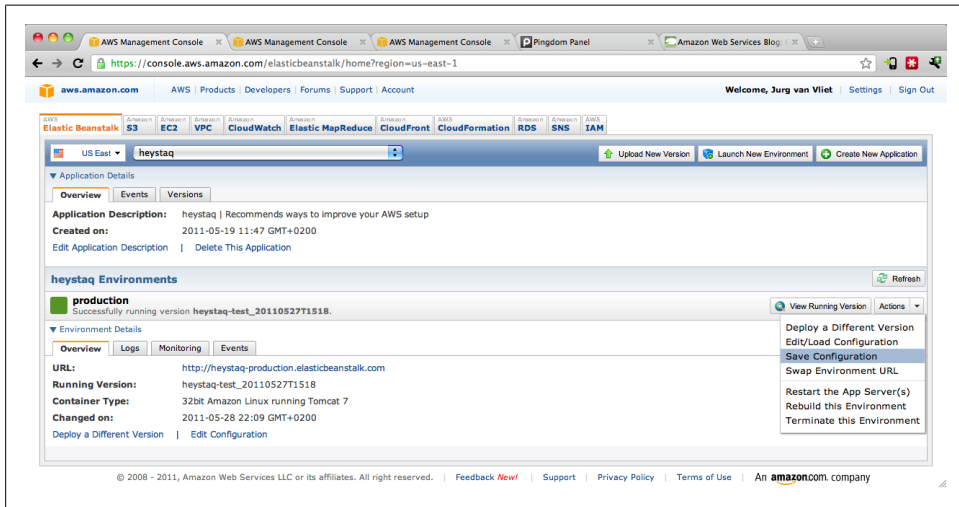 AWS Management Console AWS Management Console AWS Management Console Pingdom Panel Amazon Web Services Blog:
https://console.aws.amazon.com/elasticbeanstalk/home?region=us-east-1
aws.amazon.com AWS | Products | Developers | Forums | Support | Account Welcome, Jurg van Vliet | Settings | Sign Out
AWS Elastic Beanstalk Amazon S3 Amazon EC2 Amazon VPC Amazon CloudWatch Amazon Elastic MapReduce Amazon CloudFront AWS CloudFormation Amazon RDS Amazon SNS AWS IAM
US East heystaq Upload New Version Launch New Environment Create New Application
Application Details
Overview Events Versions
Application Description: heystaq | Recommends ways to improve your AWS setup
Created on: 2011-05-19 11:47 GMT+0200
Edit Application Description | Delete This Application
heystaq Environments Refresh
production
Successfully running version heystaq-test_20110527T1518.
View Running Version Actions
Environment Details
Overview Logs Monitoring Events
URL: http://heystaq-production.elasticbeanstalk.com
Running Version: heystaq-test_20110527T1518
Container Type: 32bit Amazon Linux running Tomcat 7
Changed on: 2011-05-28 22:09 GMT+0200
Deploy a Different Version | Edit Configuration
Deploy a Different Version
Edit/Load Configuration
Save Configuration
Swap Environment URL
Restart the App Server(s)
Rebuild this Environment
Terminate this Environment
© 2008 - 2011, Amazon Web Services LLC or its affiliates. All right reserved. | Feedback New! | Support | Privacy Policy | Terms of Use | An amazon.com. company